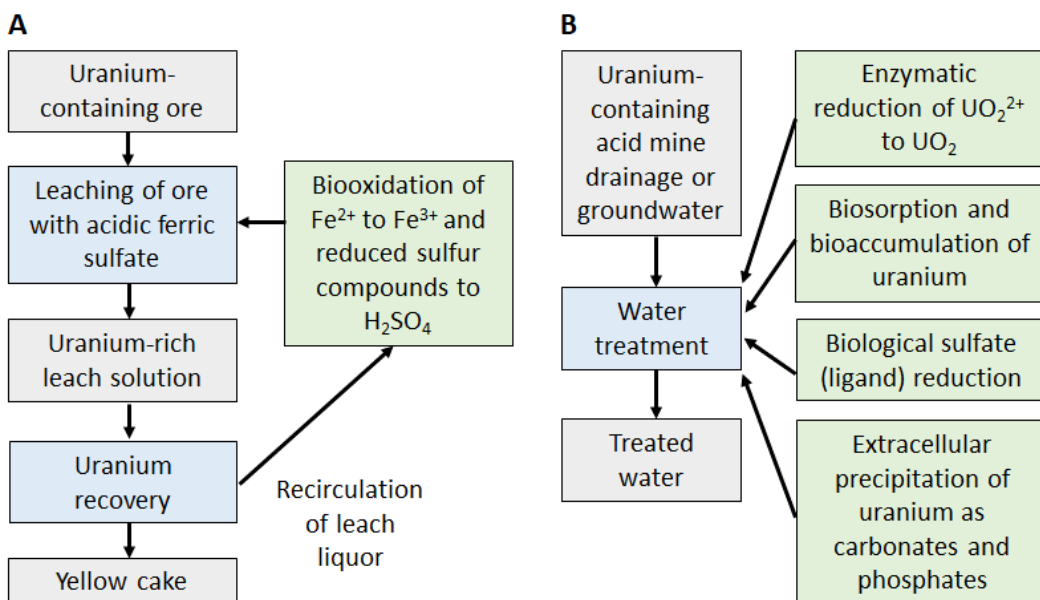 A
Uranium-
containing ore
Leaching of ore
with acidic ferric
sulfate
Biooxidation of
Fe²⁺ to Fe³⁺ and
reduced sulfur
compounds to
H₂SO₄
Uranium-rich
leach solution
Uranium
recovery
Recirculation
of leach
liquor
Yellow cake
B
Uranium-
containing
acid mine
drainage or
groundwater
Water
treatment
Treated
water
Enzymatic
reduction of UO₂²⁺
to UO₂
Biosorption and
bioaccumulation of
uranium
Biological sulfate
(ligand) reduction
Extracellular
precipitation of
uranium as
carbonates and
phosphates